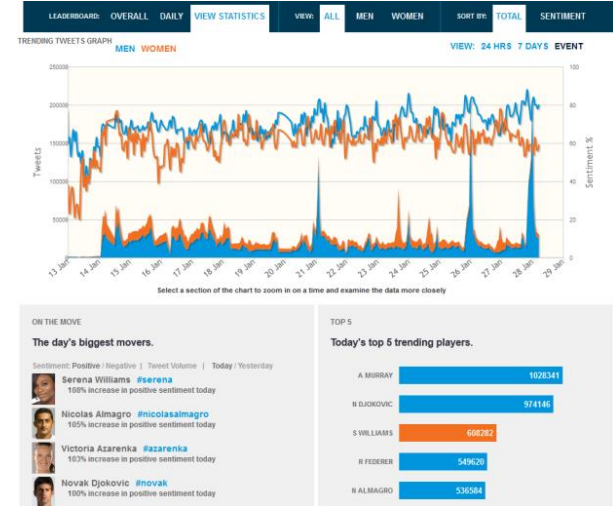 LEADERBOARD: OVERALL DAILY VIEW STATISTICS VIEW: ALL MEN WOMEN SORT BY: TOTAL SENTIMENT
TRENDING TWEETS GRAPH
MEN WOMEN
VIEW: 24 HRS 7 DAYS EVENT
250000
200000
150000
100000
50000
0
Tweets
100
80
60
40
20
0
Sentiment %
13 Jan 14 Jan 15 Jan 16 Jan 17 Jan 18 Jan 19 Jan 20 Jan 21 Jan 22 Jan 23 Jan 24 Jan 25 Jan 26 Jan 27 Jan 28 Jan 29 Jan
Select a section of the chart to zoom in on a time and examine the data more closely
ON THE MOVE
The day's biggest movers.
Sentiment: Positive / Negative | Tweet Volume | Today / Yesterday
Serena Williams #serena
108% increase in positive sentiment today
Nicolas Almagro #nicolasalmagro
105% increase in positive sentiment today
Victoria Azarenka #azarenka
103% increase in positive sentiment today
Novak Djokovic #novak
100% increase in positive sentiment today
TOP 5
Today's top 5 trending players.
A MURRAY 1028341
N DJOKOVIC 974146
S WILLIAMS 608282
R FEDERER 549620
N ALMAGRO 536584